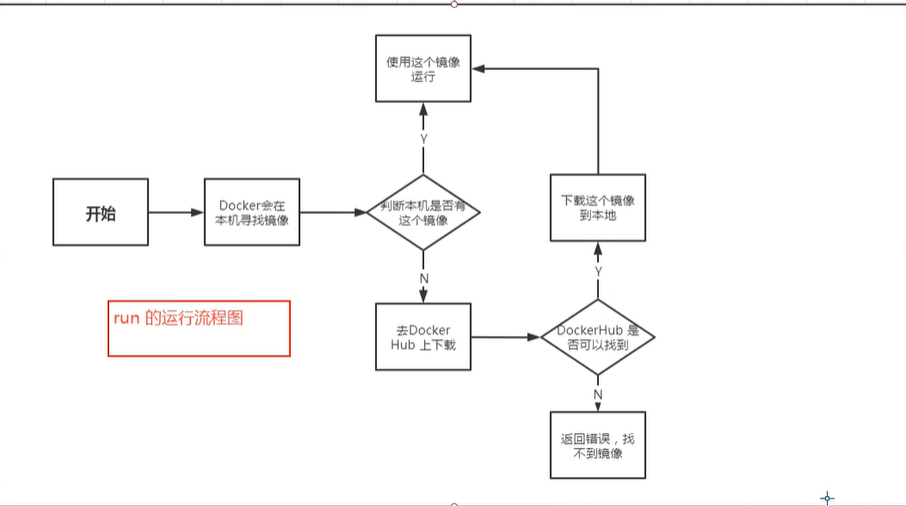 使用这个镜像
运行
Y
开始
Docker会在
本机寻找镜像
判断本机是否有
这个镜像
下载这个镜像
到本地
N
Y
run 的运行流程图
去Docker
Hub 上下载
DockerHub 是
否可以找到
N
返回错误，找
不到镜像